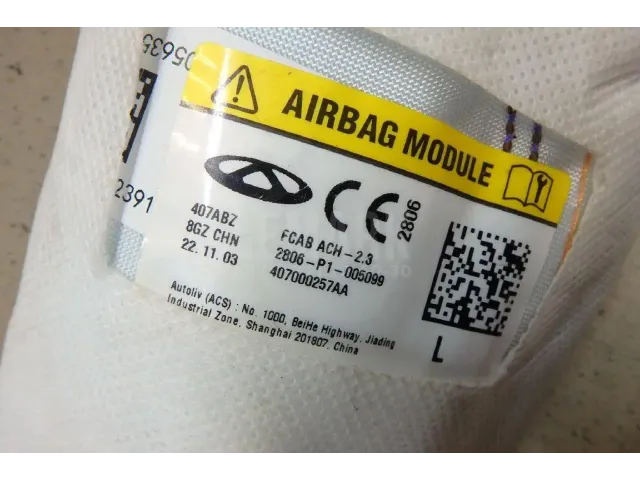 005635
2391
AIRBAG MODULE
CE
2806
407ABZ
8GZ CHN
22. 11. 03
FCAB ACH-2.3
2806-P1-005099
407000257AA
Autoliv (ACS) : No. 1000, BeiHe Highway, Jiading
Industrial Zone, Shanghai 201807, China
L